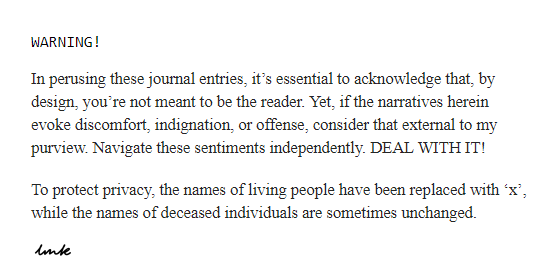 WARNING!
In perusing these journal entries, it’s essential to acknowledge that, by
design, you’re not meant to be the reader. Yet, if the narratives herein
evoke discomfort, indignation, or offense, consider that external to my
purview. Navigate these sentiments independently. DEAL WITH IT!
To protect privacy, the names of living people have been replaced with ‘x’,
while the names of deceased individuals are sometimes unchanged.